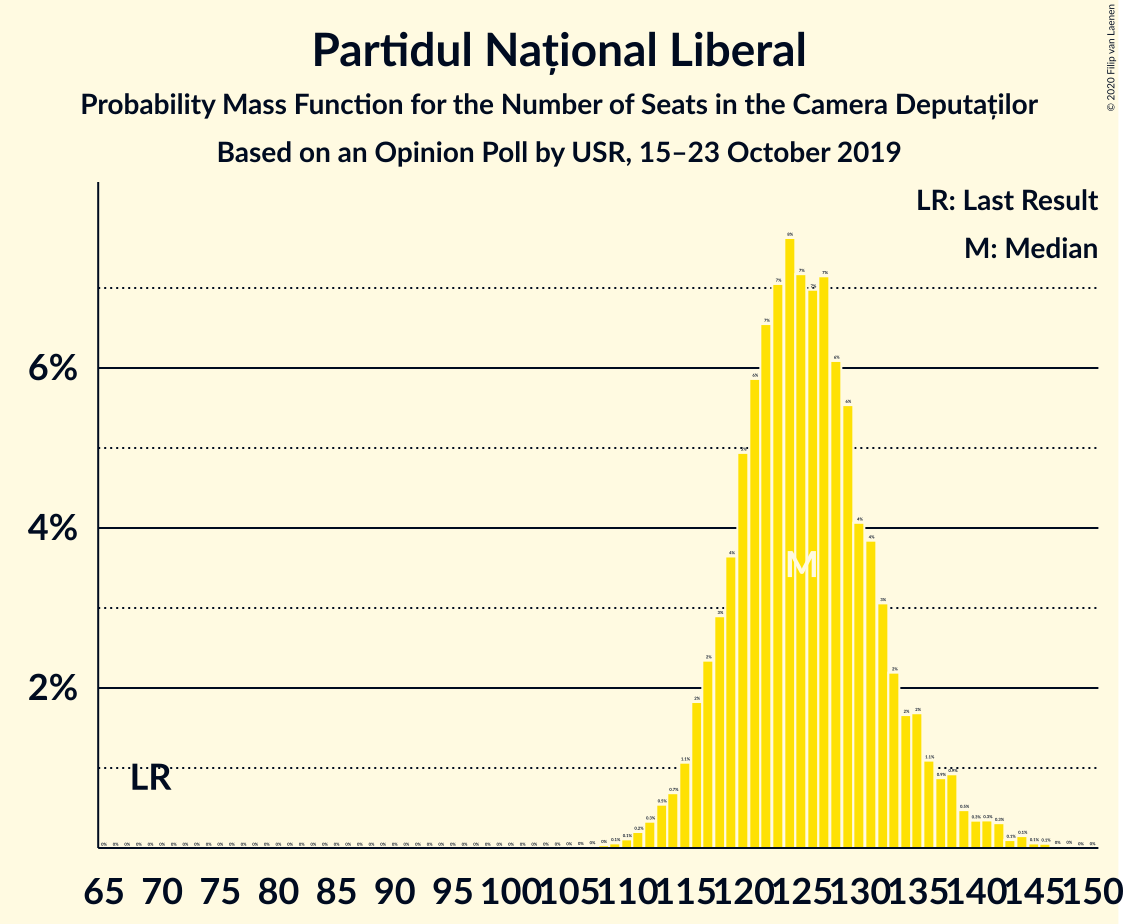 Partidul Național Liberal
Probability Mass Function for the Number of Seats in the Camera Deputaților
Based on an Opinion Poll by USR, 15–23 October 2019
© 2020 Filip van Laenen
LR: Last Result
M: Median
6%
4%
2%
M
LR
65 70 75 80 85 90 95 100 105 110 115 120 125 130 135 140 145 150